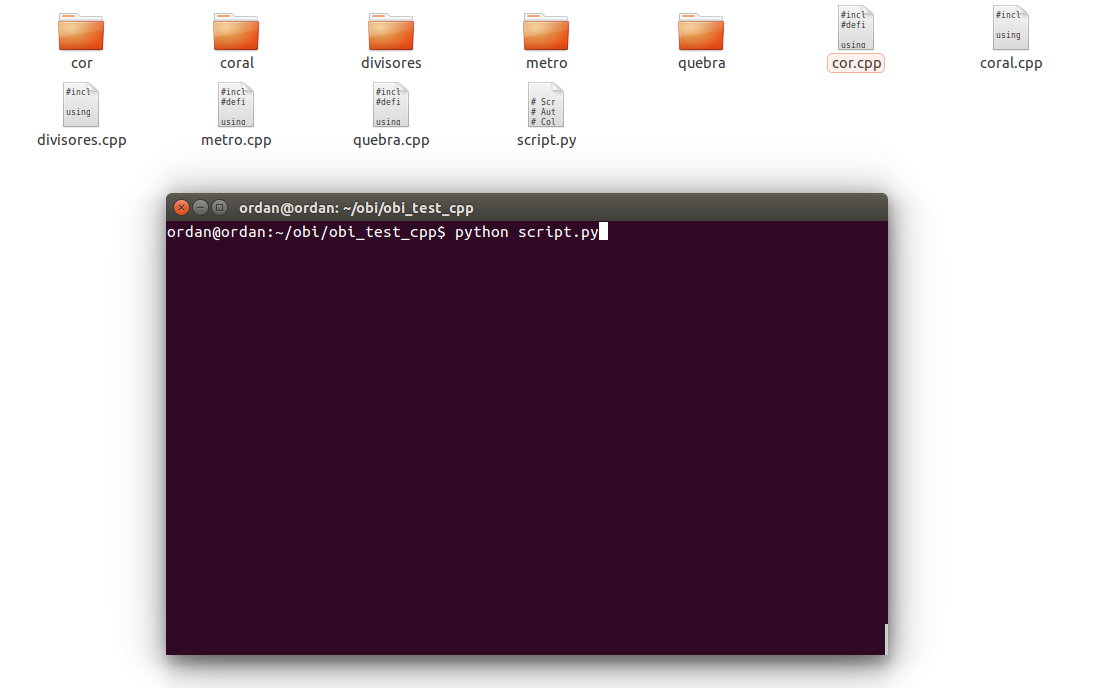 #incl #incl
#defi
using
using
cor coral divisores metro quebra cor.cpp coral.cpp
#incl #incl #incl
#defi #defi # Scr
using # Aut
using using # Col
divisores.cpp metro.cpp quebra.cpp script.py
ordan@ordan: ~/obi/obi_test_cpp
ordan@ordan:~/obi/obi_test_cpp$ python script.py